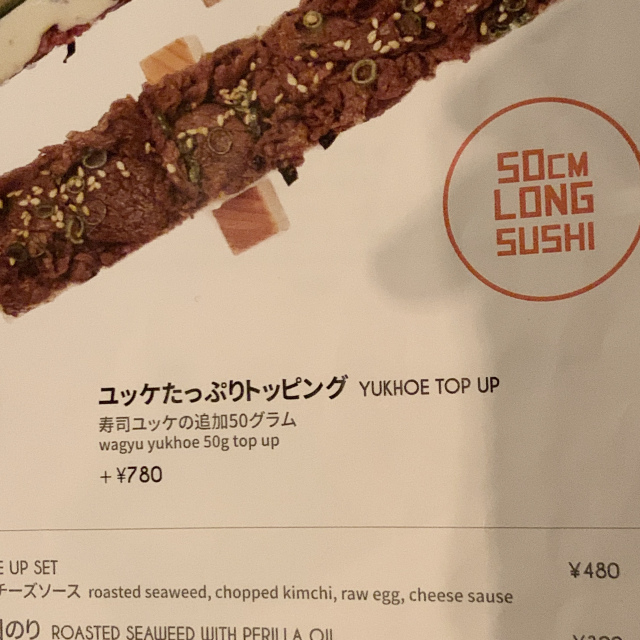 50CM
LONG
SUSHI
ユッケたっぷりトッピング YUKHOE TOP UP
寿司ユッケの追加50グラム
wagyu yukhoe 50g top up
+ ¥780
E UP SET ¥480
チーズソース roasted seaweed, chopped kimchi, raw egg, cheese sause
のり ROASTED SEAWEED WITH PERILLA OIL